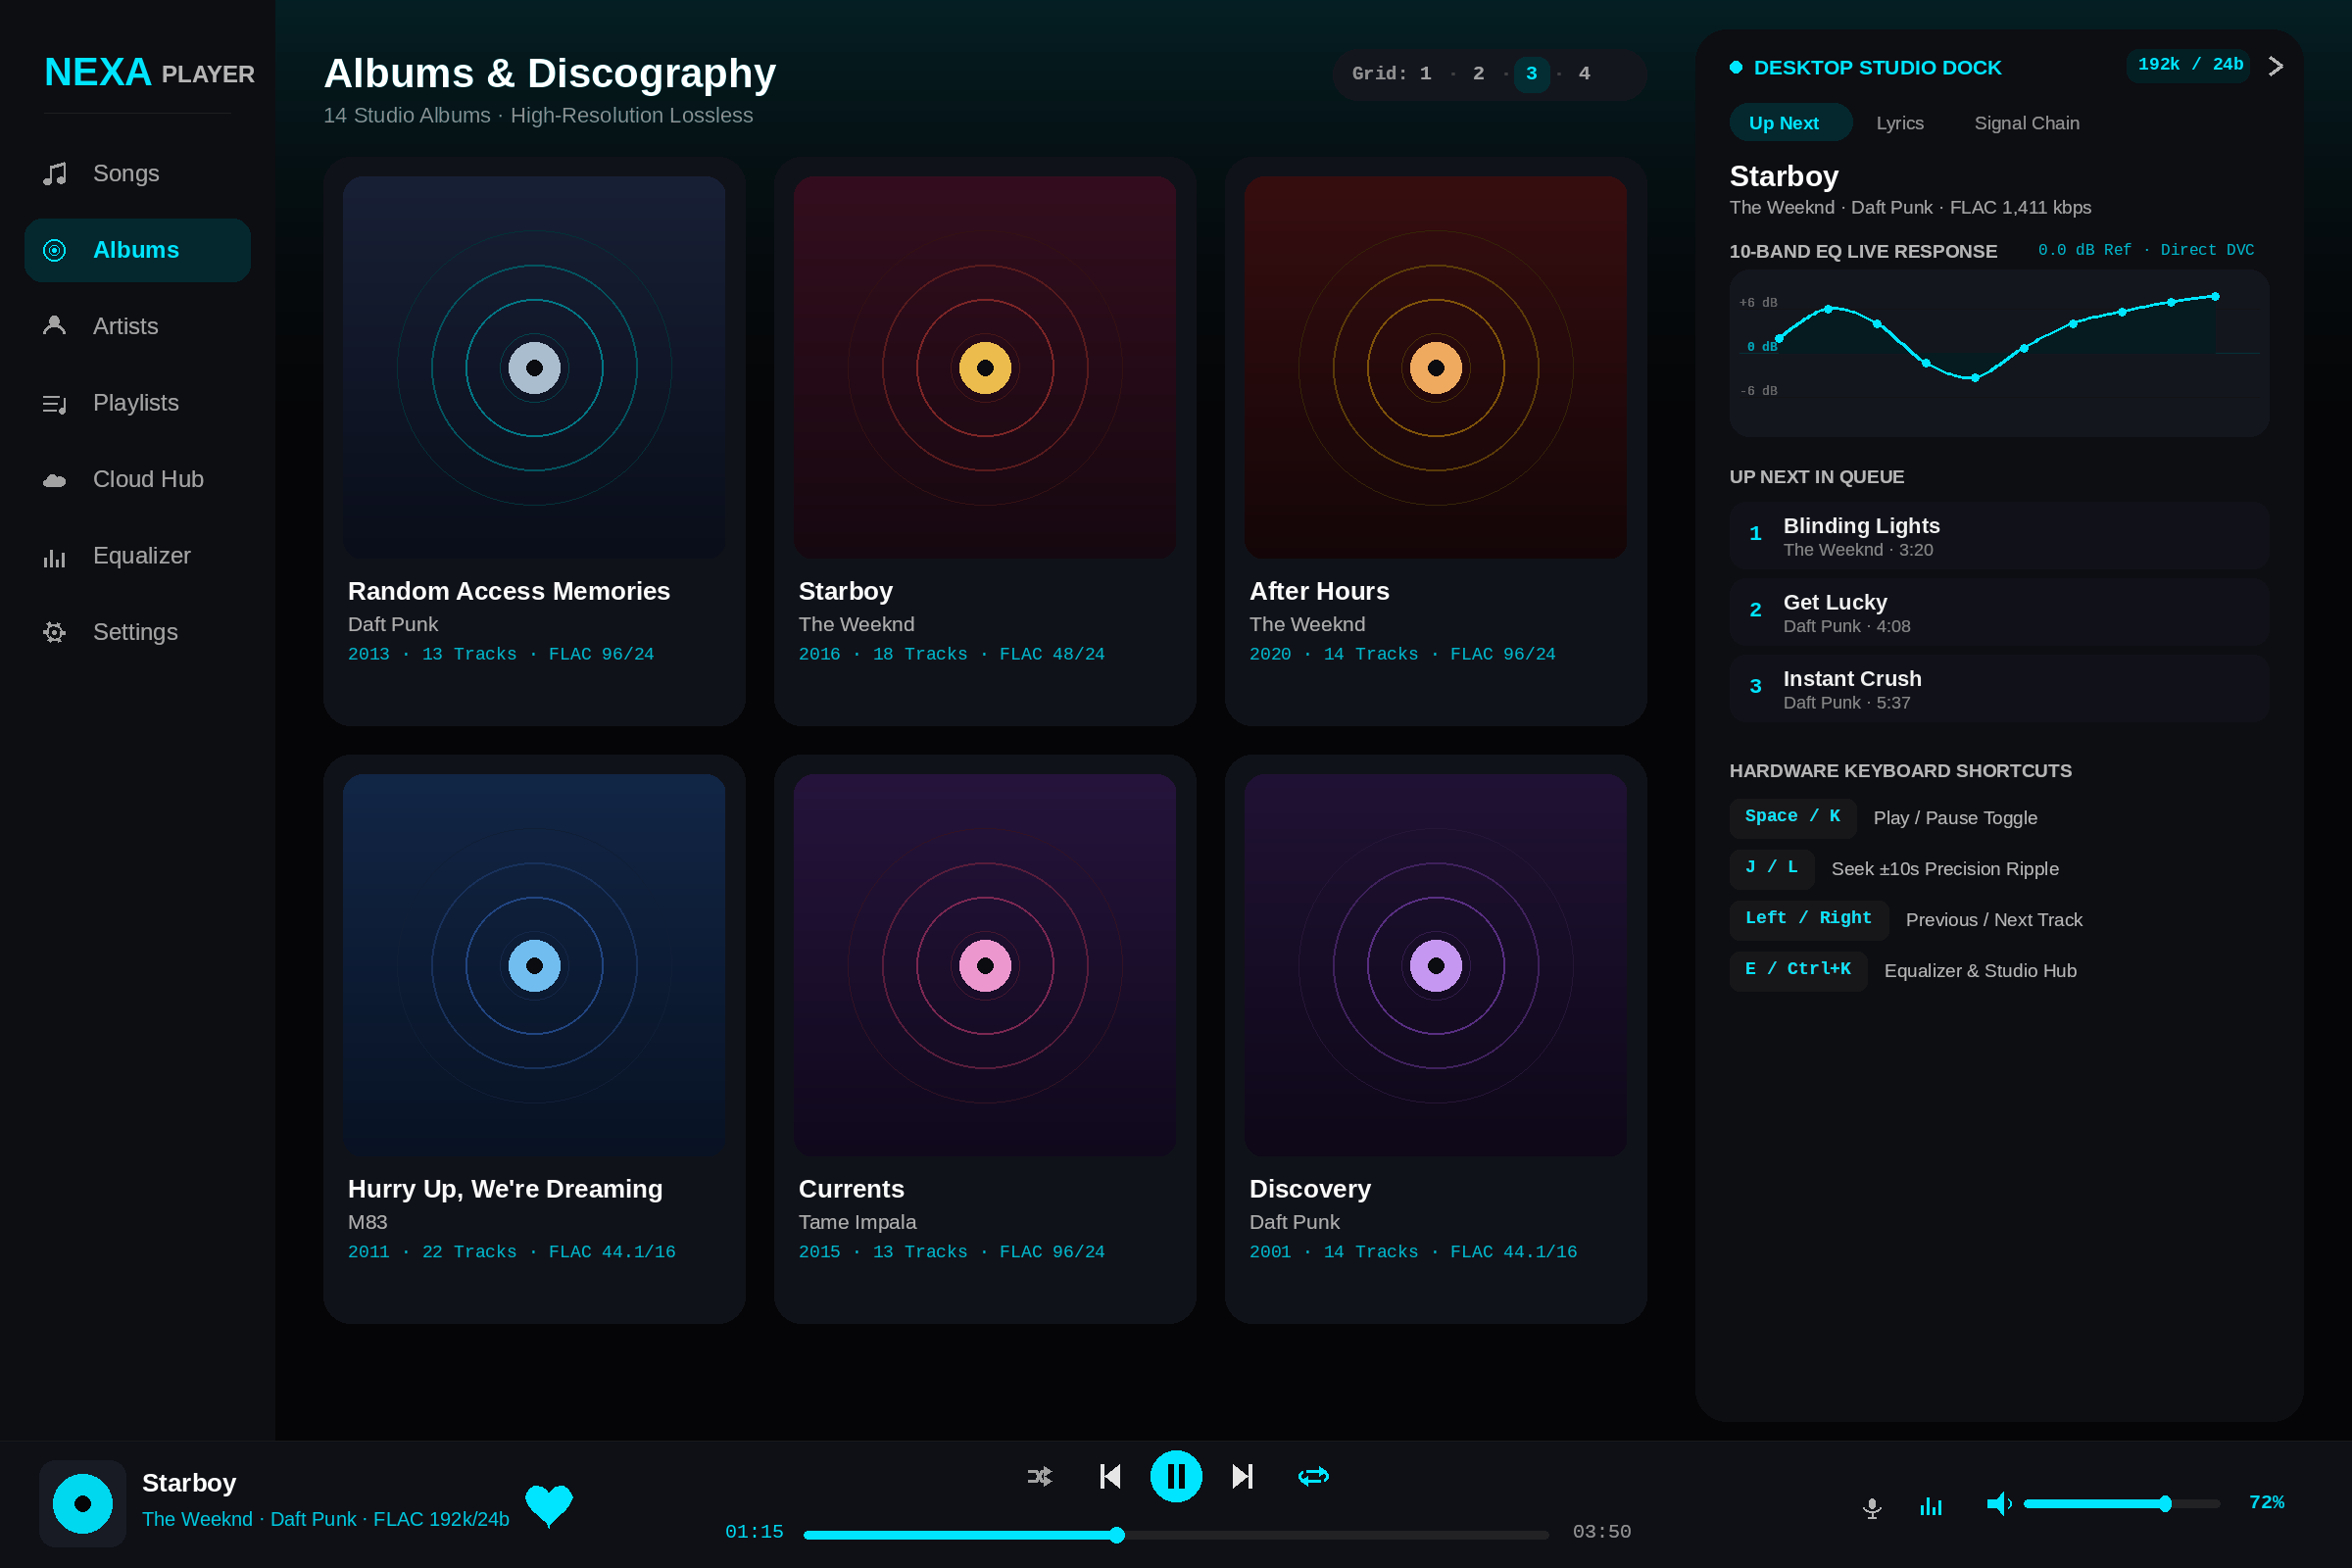 NEXA PLAYER
Songs
Albums
Artists
Playlists
Cloud Hub
Equalizer
Settings
Albums & Discography
14 Studio Albums · High-Resolution Lossless
Grid: 1 · 2 · 3 · 4
Random Access Memories
Daft Punk
2013 · 13 Tracks · FLAC 96/24
Starboy
The Weeknd
2016 · 18 Tracks · FLAC 48/24
After Hours
The Weeknd
2020 · 14 Tracks · FLAC 96/24
Hurry Up, We're Dreaming
M83
2011 · 22 Tracks · FLAC 44.1/16
Currents
Tame Impala
2015 · 13 Tracks · FLAC 96/24
Discovery
Daft Punk
2001 · 14 Tracks · FLAC 44.1/16
DESKTOP STUDIO DOCK
192k / 24b
Up Next
Lyrics
Signal Chain
Starboy
The Weeknd · Daft Punk · FLAC 1,411 kbps
10-BAND EQ LIVE RESPONSE
0.0 dB Ref · Direct DVC
+6 dB
0 dB
-6 dB
UP NEXT IN QUEUE
1
Blinding Lights
The Weeknd · 3:20
2
Get Lucky
Daft Punk · 4:08
3
Instant Crush
Daft Punk · 5:37
HARDWARE KEYBOARD SHORTCUTS
Space / K Play / Pause Toggle
J / L Seek ±10s Precision Ripple
Left / Right Previous / Next Track
E / Ctrl+K Equalizer & Studio Hub
Starboy
The Weeknd · Daft Punk · FLAC 192k/24b
01:15
03:50
72%